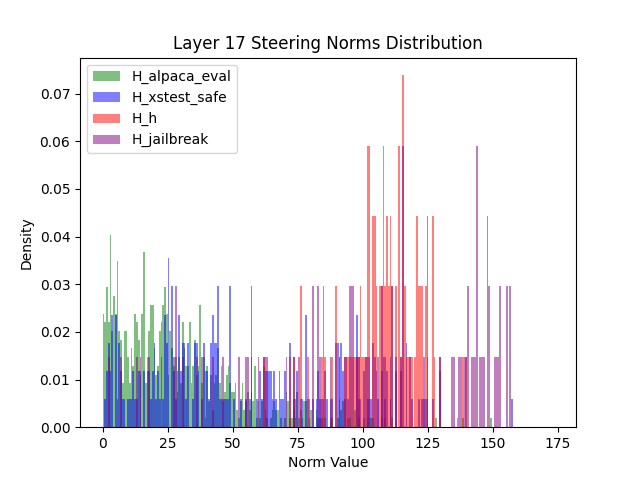 Layer 17 Steering Norms Distribution
H_alpaca_eval
H_xstest_safe
H_h
H_jailbreak
Density
0.07
0.06
0.05
0.04
0.03
0.02
0.01
0.00
0 25 50 75 100 125 150 175
Norm Value